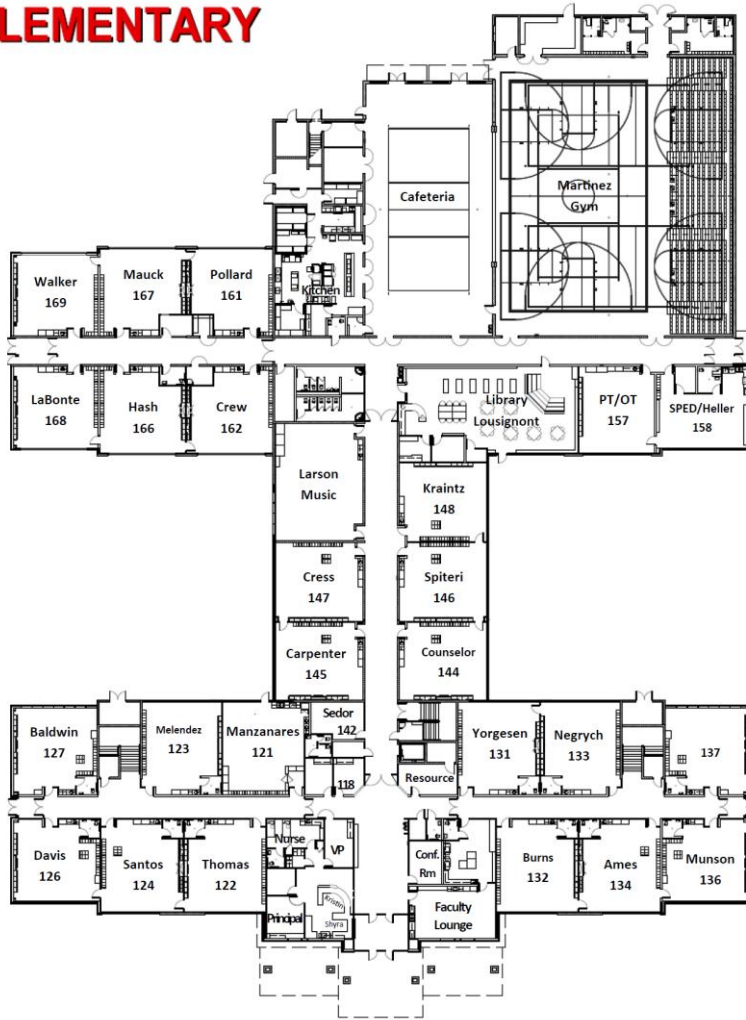 LEMENTARY
Cafeteria
Martinez
Gym
Walker
169
Mauck
167
Pollard
161
Kitchen
LaBonte
168
Hash
166
Crew
162
Library
Lousignont
PT/OT
157
SPED/Heller
158
Larson
Music
Kraintz
148
Cress
147
Spiteri
146
Carpenter
145
Counselor
144
Baldwin
127
Melendez
123
Manzanares
121
Sedor
142
118
Resource
Yorgesen
131
Negrych
133
137
Davis
126
Santos
124
Thomas
122
Nurse
VP
Principal
Kristin
Shyra
Conf.
Rm
Faculty
Lounge
Burns
132
Ames
134
Munson
136